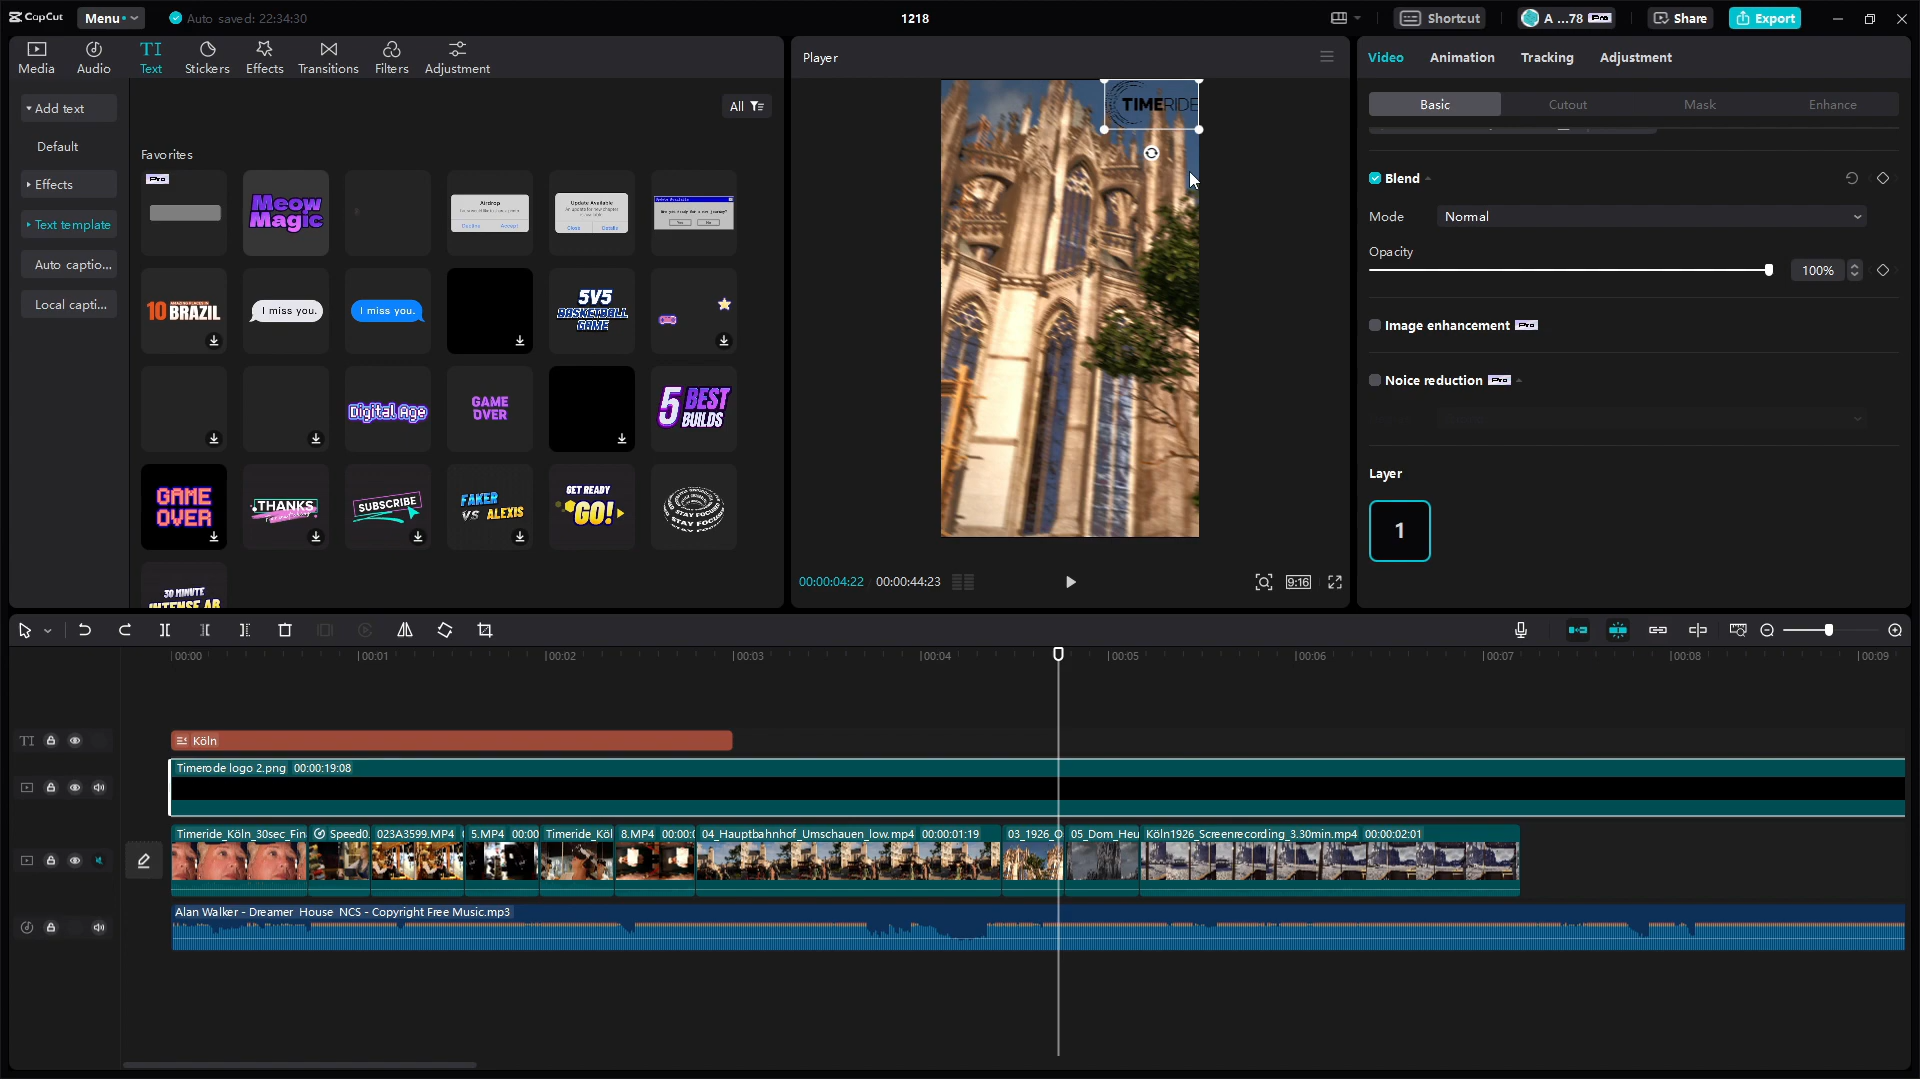 CapCut
Menu
Auto saved: 22:34:30
1218
Shortcut
A ...78 Pro
Share
Export
Media
Audio
TI
Text
Stickers
Effects
Transitions
Filters
Adjustment
Add text
Default
Effects
Text template
Auto captio...
Local capti...
All
Favorites
Pro
Meow
Magic
Airdrop
Decline Accept
Update Available
Close Details
10
BRAZIL
I miss you.
I miss you.
5V5
BASKETBALL
GAME
Digital Age
GAME
OVER
5 BEST
BUILDS
GAME
OVER
THANKS
SUBSCRIBE
FAKER
VS ALEXIS
GET READY
GO!
STAY FOCUSED
30 MINUTE
INTENSE AB
Player
TIMERIDE
00:00:04:22 00:00:44:23
9:16
Video
Animation
Tracking
Adjustment
Basic
Cutout
Mask
Enhance
Blend
Mode
Normal
Opacity
100%
Image enhancement Pro
Noice reduction Pro
Layer
1
00:00
00:01
00:02
00:03
00:04
00:05
00:06
00:07
00:08
00:09
TI
Köln
Timerode logo 2.png 00:00:19:08
Timeride_Köln_30sec_Fin
Speed0.
023A3599.MP4
5.MP4 00:00
Timeride_Köl
8.MP4 00:00:0
04_Hauptbahnhof_Umschauen_low.mp4 00:00:01:19
03_1926_O
05_Dom_Heu
Köln1926_Screenrecording_3.30min.mp4 00:00:02:01
Alan Walker - Dreamer House NCS - Copyright Free Music.mp3